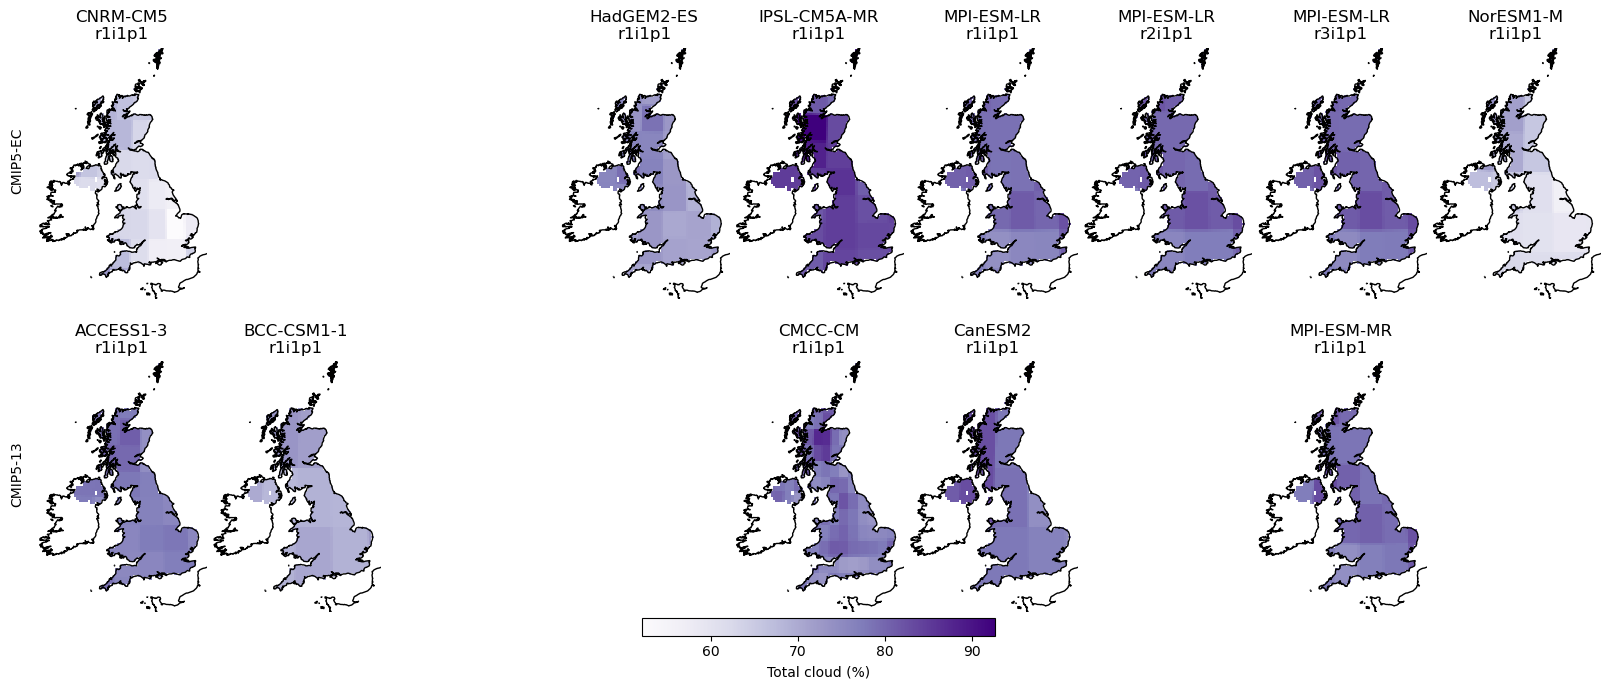 CNRM-CM5
r1i1p1
HadGEM2-ES
r1i1p1
IPSL-CM5A-MR
r1i1p1
MPI-ESM-LR
r1i1p1
MPI-ESM-LR
r2i1p1
MPI-ESM-LR
r3i1p1
NorESM1-M
r1i1p1
CMIP5-EC
ACCESS1-3
r1i1p1
BCC-CSM1-1
r1i1p1
CMCC-CM
r1i1p1
CanESM2
r1i1p1
MPI-ESM-MR
r1i1p1
CMIP5-13
60 70 80 90
Total cloud (%)